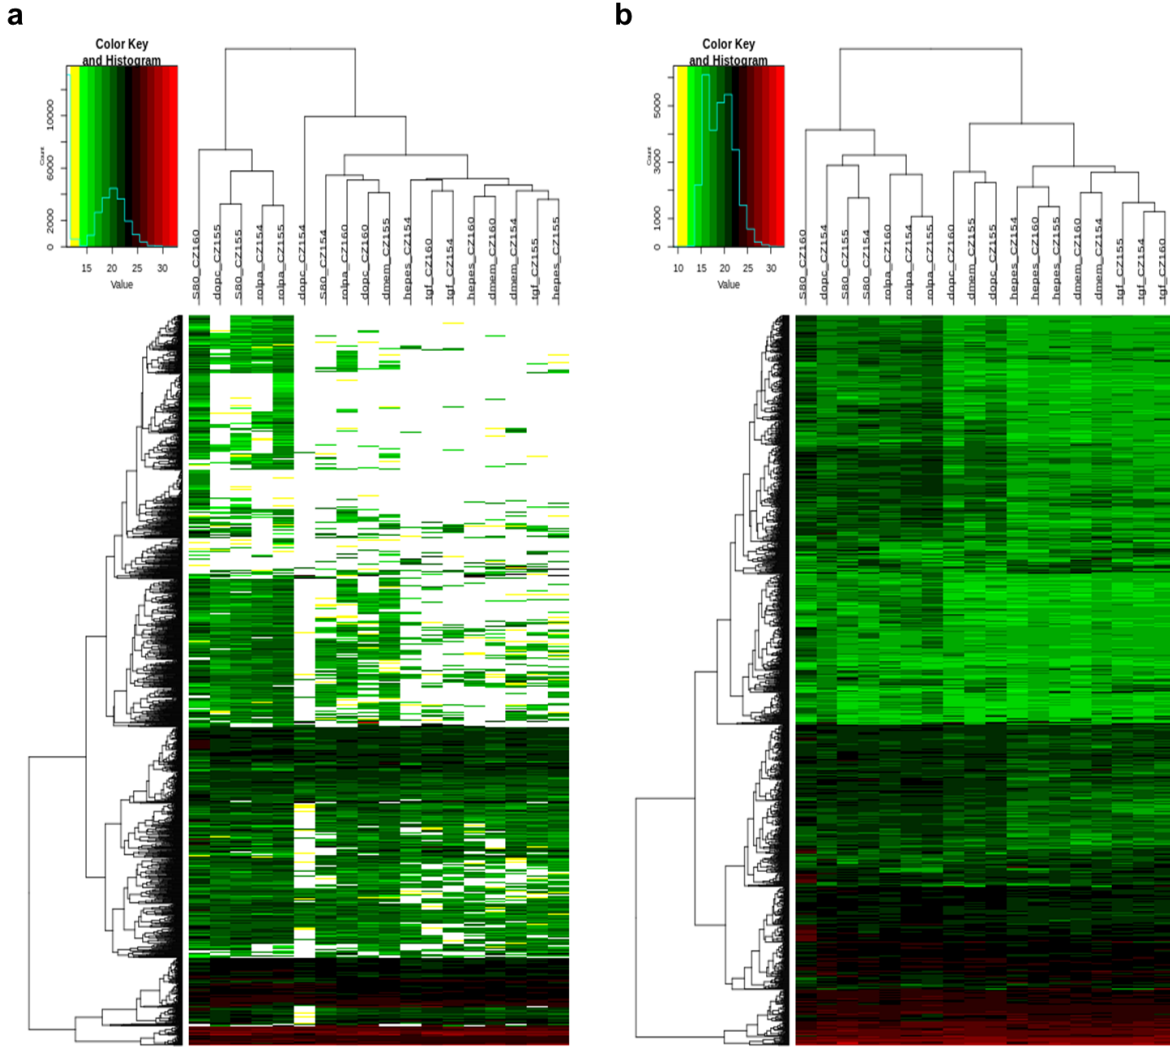 a
Color Key
and Histogram
Count
0 2000 6000 10000
15 20 25 30
Value
S80_CZ160
dopc_CZ155
S80_CZ155
rolpa_CZ154
rolpa_CZ155
dopc_CZ154
S80_CZ154
rolpa_CZ160
dopc_CZ160
dmem_CZ155
hepes_CZ154
tgf_CZ160
tgf_CZ154
hepes_CZ160
dmem_CZ160
dmem_CZ154
tgf_CZ155
hepes_CZ155
b
Color Key
and Histogram
Count
0 1000 3000 5000
10 15 20 25 30
Value
S80_CZ160
dopc_CZ154
S80_CZ155
S80_CZ154
rolpa_CZ160
rolpa_CZ154
rolpa_CZ155
dopc_CZ160
dmem_CZ155
dopc_CZ155
hepes_CZ154
hepes_CZ160
hepes_CZ155
dmem_CZ160
dmem_CZ154
tgf_CZ155
tgf_CZ154
tgf_CZ160